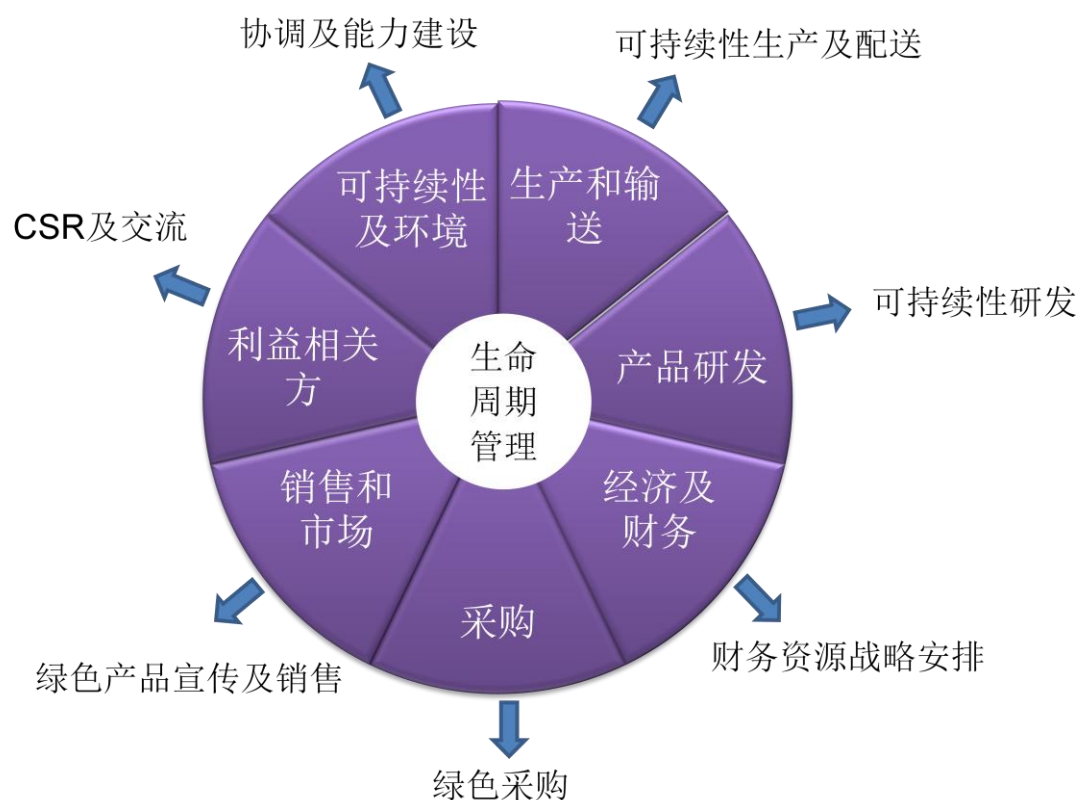 协调及能力建设
可持续性生产及配送
可持续性
及环境
生产和输
送
CSR及交流
可持续性研发
利益相关
方
生命
周期
管理
产品研发
销售和
市场
经济及
财务
采购
绿色产品宣传及销售
财务资源战略安排
绿色采购